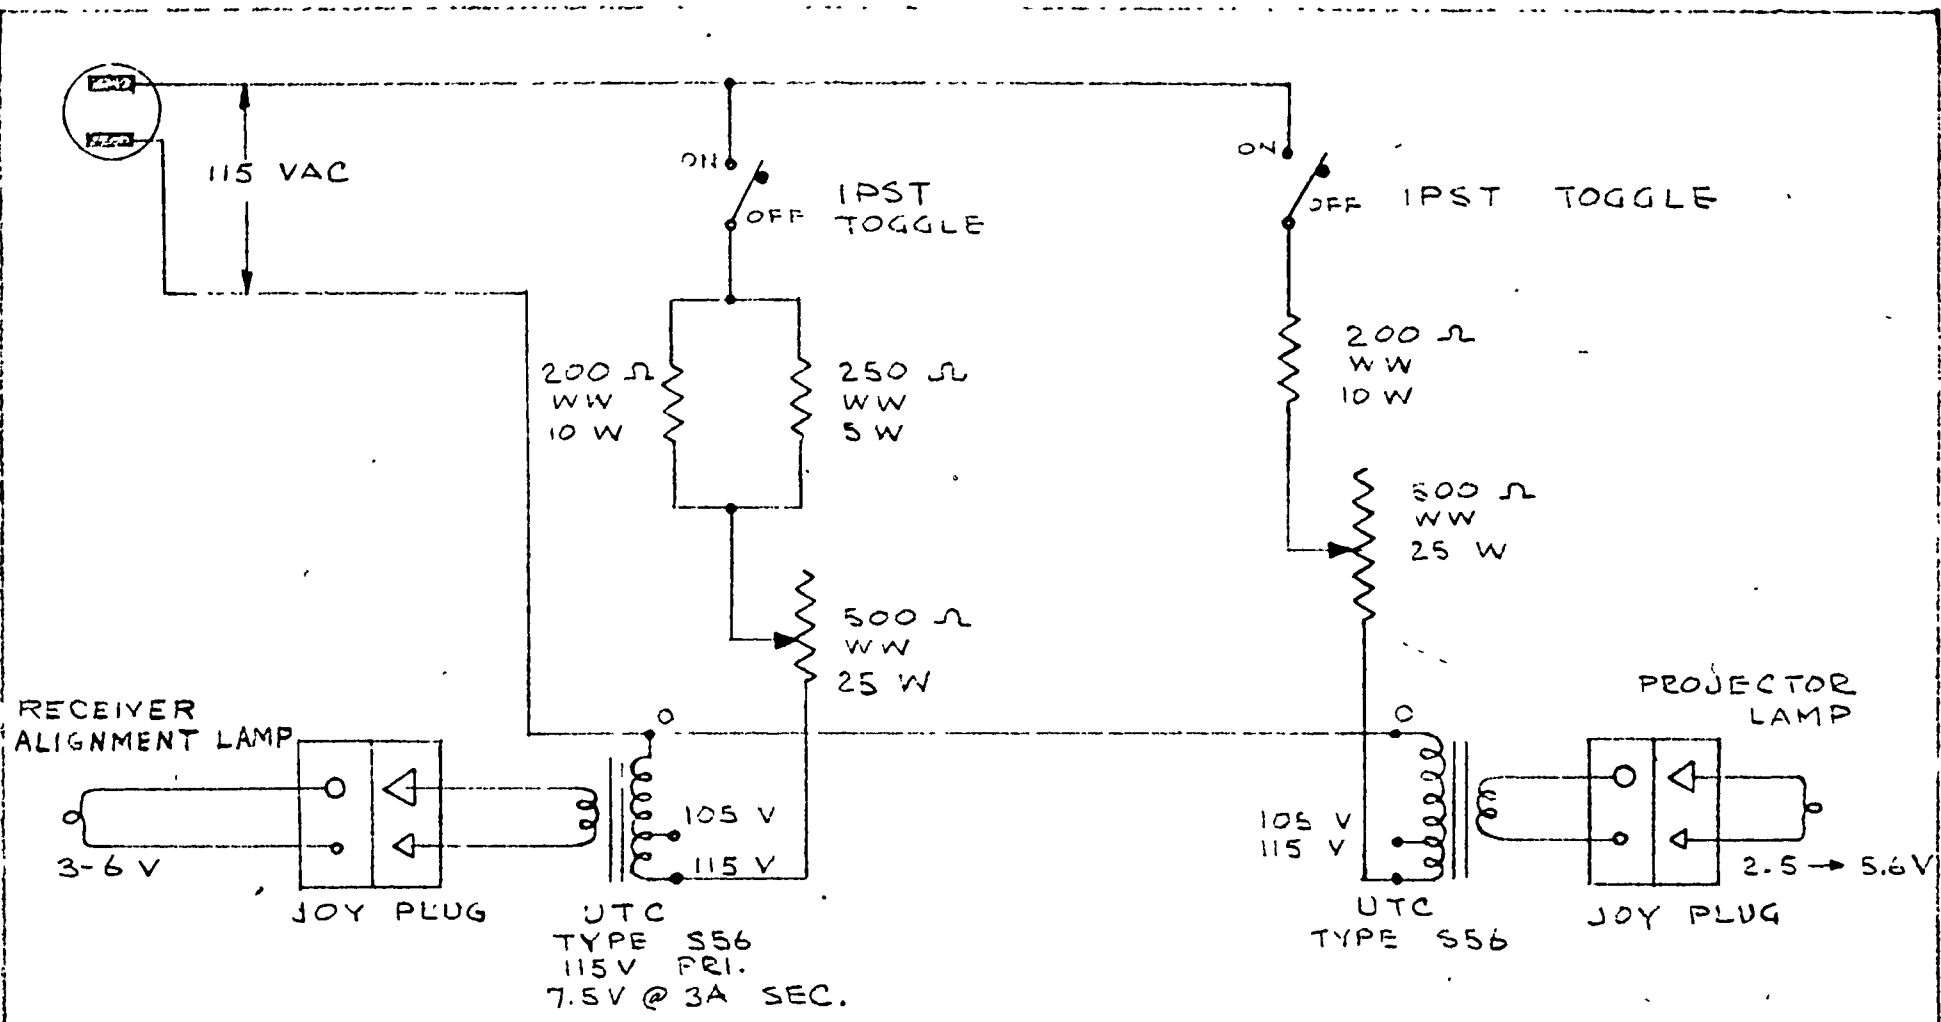 115 VAC
ON
OFF
1PST
TOGGLE
ON
OFF
1PST TOGGLE
200 Ω
WW
10 W
250 Ω
WW
5 W
200 Ω
WW
10 W
500 Ω
WW
25 W
500 Ω
WW
25 W
RECEIVER
ALIGNMENT LAMP
3-6 V
JOY PLUG
O
105 V
115 V
UTC
TYPE S56
115V PRI.
7.5V @ 3A SEC.
O
105 V
115 V
UTC
TYPE S56
PROJECTOR
LAMP
2.5 → 5.6V
JOY PLUG